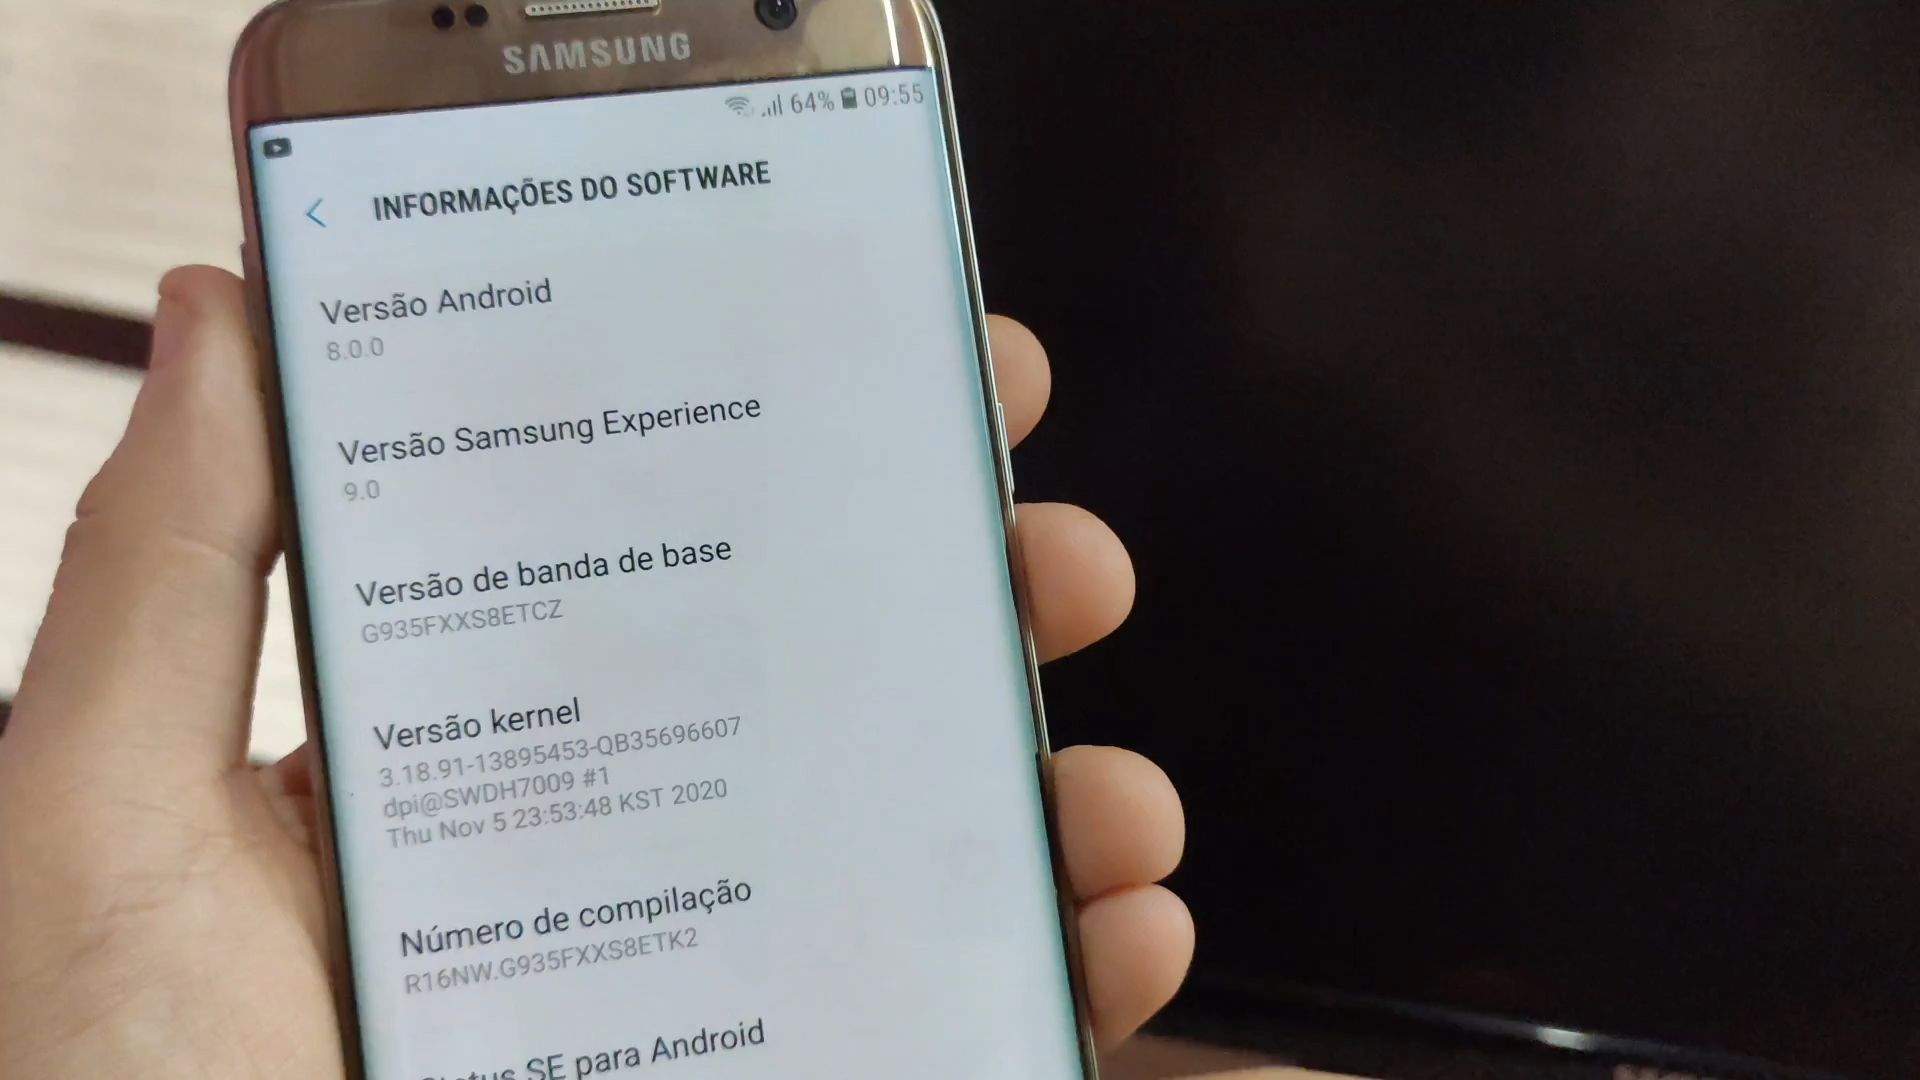 SAMSUNG
64% 09:55
INFORMAÇÕES DO SOFTWARE
Versão Android
8.0.0
Versão Samsung Experience
9.0
Versão de banda de base
G935FXXS8ETCZ
Versão kernel
3.18.91-13895453-QB35696607
dpi@SWDH7009 #1
Thu Nov 5 23:53:48 KST 2020
Número de compilação
R16NW.G935FXXS8ETK2
Status SE para Android